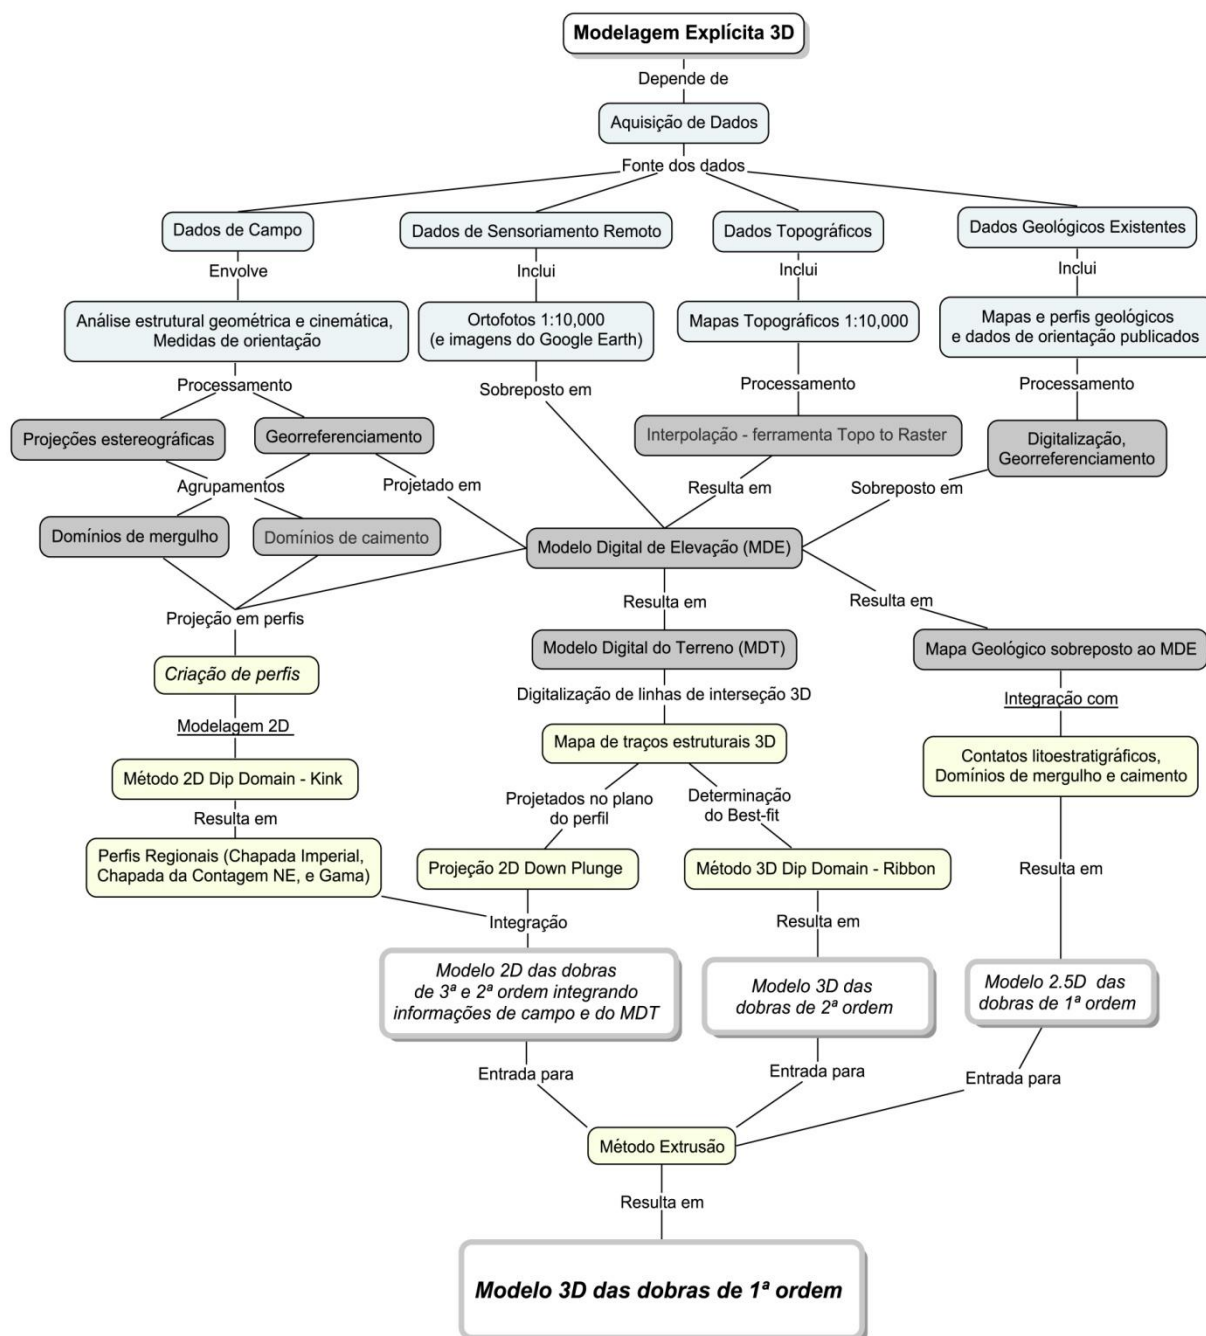 Modelagem Explícita 3D
Depende de
Aquisição de Dados
Fonte dos dados
Dados de Campo
Dados de Sensoriamento Remoto
Dados Topográficos
Dados Geológicos Existentes
Envolve
Inclui
Inclui
Inclui
Análise estrutural geométrica e cinemática,
Medidas de orientação
Ortofotos 1:10,000
(e imagens do Google Earth)
Mapas Topográficos 1:10,000
Mapas e perfis geológicos
e dados de orientação publicados
Processamento
Sobreposto em
Processamento
Processamento
Projeções estereográficas
Georreferenciamento
Interpolação - ferramenta Topo to Raster
Digitalização,
Georreferenciamento
Agrupamentos
Projetado em
Resulta em
Sobreposto em
Domínios de mergulho
Domínios de caimento
Modelo Digital de Elevação (MDE)
Projeção em perfis
Resulta em
Resulta em
Criação de perfis
Modelo Digital do Terreno (MDT)
Mapa Geológico sobreposto ao MDE
Modelagem 2D
Digitalização de linhas de interseção 3D
Integração com
Método 2D Dip Domain - Kink
Mapa de traços estruturais 3D
Contatos litoestratigráficos,
Domínios de mergulho e caimento
Resulta em
Projetados no plano
do perfil
Determinação
do Best-fit
Perfis Regionais (Chapada Imperial,
Chapada da Contagem NE, e Gama)
Projeção 2D Down Plunge
Método 3D Dip Domain - Ribbon
Resulta em
Integração
Resulta em
Modelo 2D das dobras
de 3ª e 2ª ordem integrando
informações de campo e do MDT
Modelo 3D das
dobras de 2ª ordem
Modelo 2.5D das
dobras de 1ª ordem
Entrada para
Entrada para
Entrada para
Método Extrusão
Resulta em
Modelo 3D das dobras de 1ª ordem